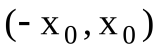 (- x₀, x₀)